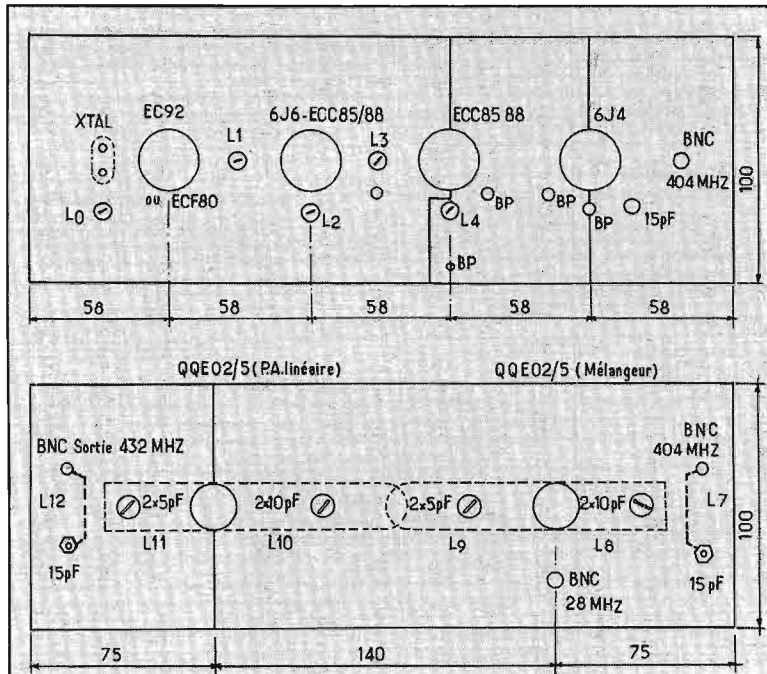 EC92
6J6-ECC85/88
ECC85 88
6J4
XTAL
L1
L3
BNC
404 MHZ
ou ECF80
L0
L2
L4
BP
BP
BP
15pF
BP
100
58
58
58
58
58
QQE02/5 (P.A.linéaire)
QQE02/5 (Mélangeur)
BNC Sortie 432 MHZ
BNC
404 MHZ
L12
2x5pF
2x10pF
2x5pF
2x10pF
L7
L11
L10
L9
L8
15pF
15pF
BNC
28 MHZ
100
75
140
75